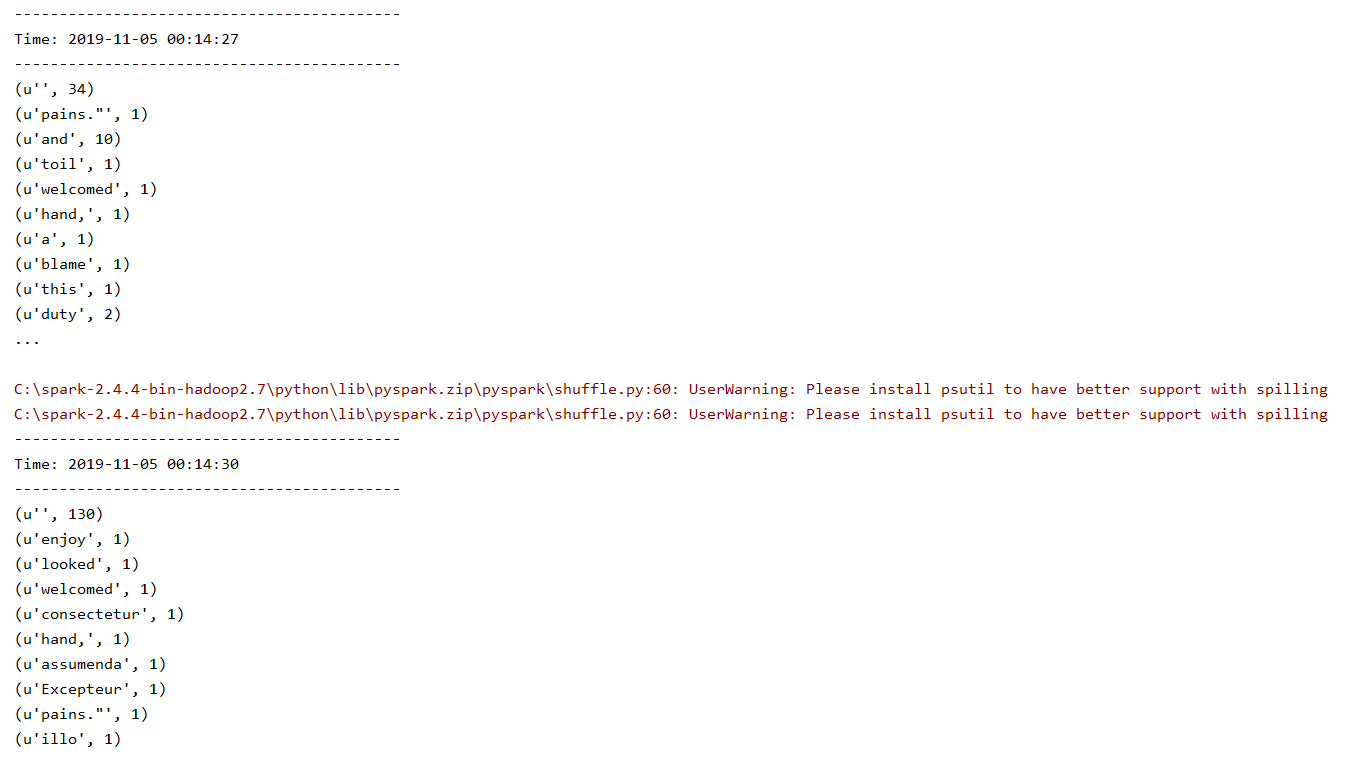 -------------------------------------------
Time: 2019-11-05 00:14:27
-------------------------------------------
(u'', 34)
(u'pains."', 1)
(u'and', 10)
(u'toil', 1)
(u'welcomed', 1)
(u'hand,', 1)
(u'a', 1)
(u'blame', 1)
(u'this', 1)
(u'duty', 2)
...
C:\spark-2.4.4-bin-hadoop2.7\python\lib\pyspark.zip\pyspark\shuffle.py:60: UserWarning: Please install psutil to have better support with spilling
C:\spark-2.4.4-bin-hadoop2.7\python\lib\pyspark.zip\pyspark\shuffle.py:60: UserWarning: Please install psutil to have better support with spilling
-------------------------------------------
Time: 2019-11-05 00:14:30
-------------------------------------------
(u'', 130)
(u'enjoy', 1)
(u'looked', 1)
(u'welcomed', 1)
(u'consectetur', 1)
(u'hand,', 1)
(u'assumenda', 1)
(u'Excepteur', 1)
(u'pains."', 1)
(u'illo', 1)